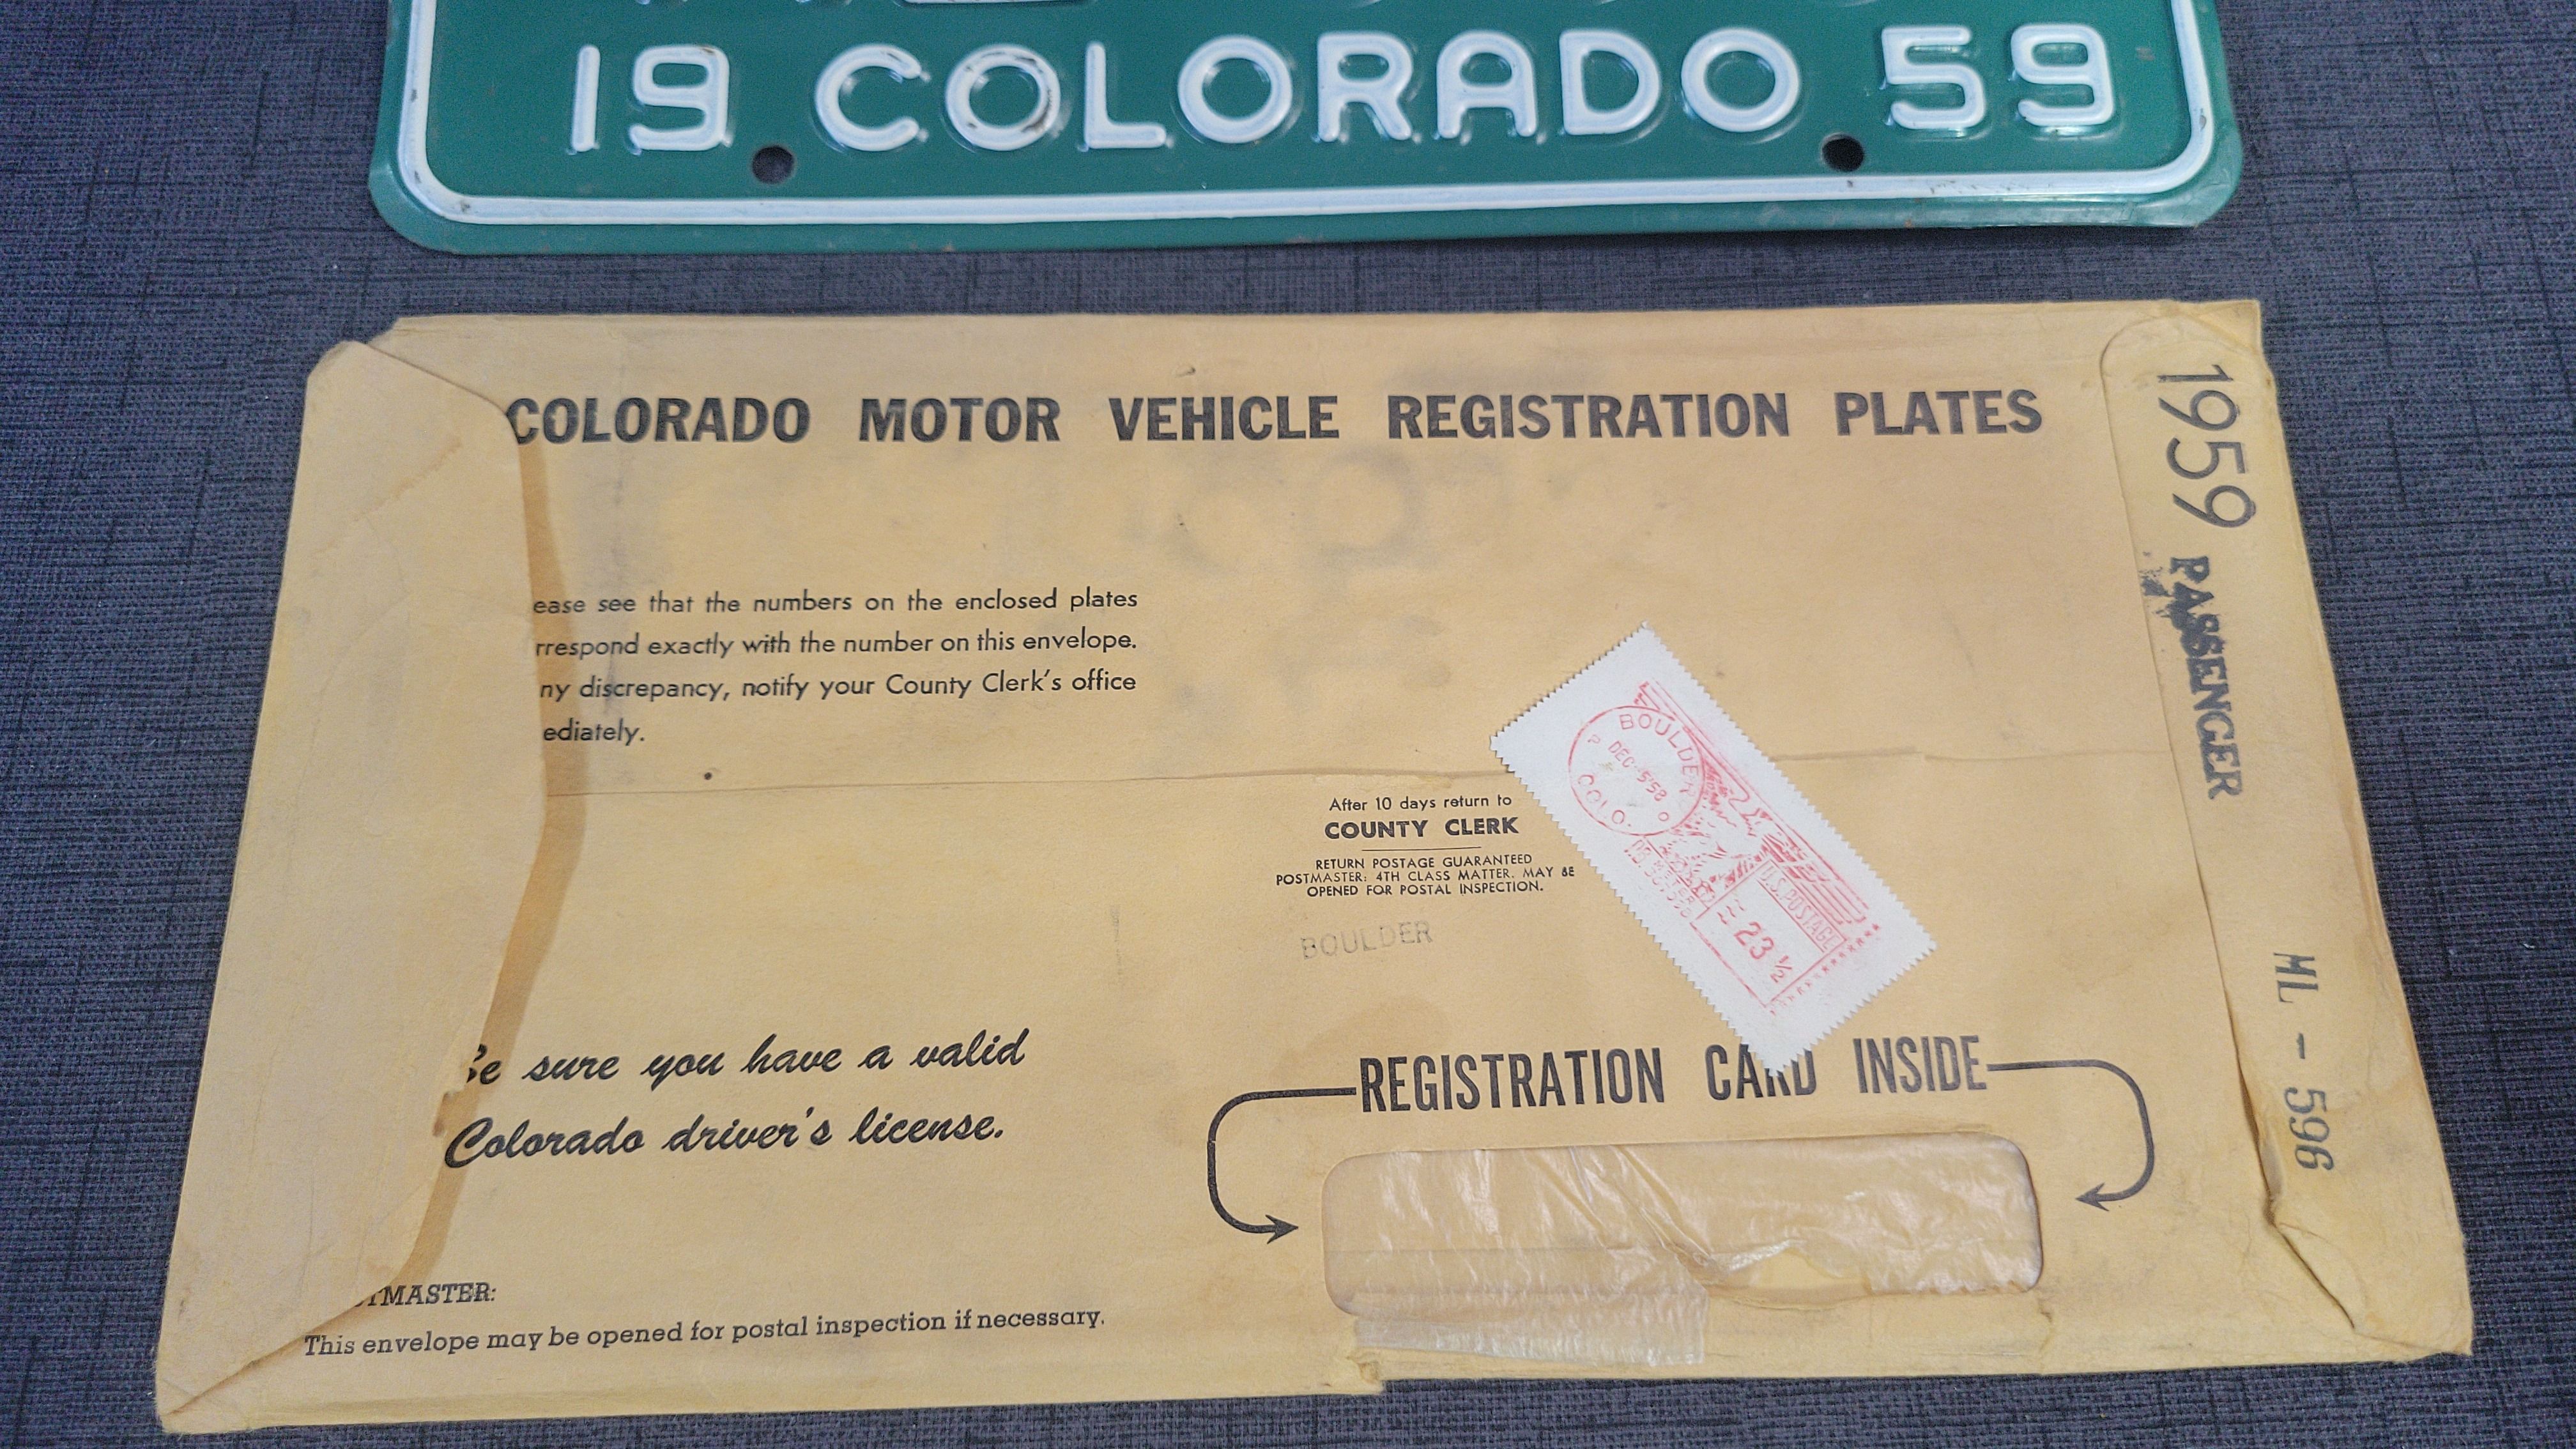 19 COLORADO 59
COLORADO MOTOR VEHICLE REGISTRATION PLATES
1959 PASSENGER
ease see that the numbers on the enclosed plates
rrespond exactly with the number on this envelope.
ny discrepancy, notify your County Clerk's office
ediately.
After 10 days return to
COUNTY CLERK
RETURN POSTAGE GUARANTEED
POSTMASTER: 4TH CLASS MATTER. MAY BE
OPENED FOR POSTAL INSPECTION.
BOULDER
BOULDER
DEC -5'58
COLO.
U.S. POSTAGE
23 ½
ML - 596
Be sure you have a valid
Colorado driver's license.
REGISTRATION CARD INSIDE
TMASTER:
This envelope may be opened for postal inspection if necessary.